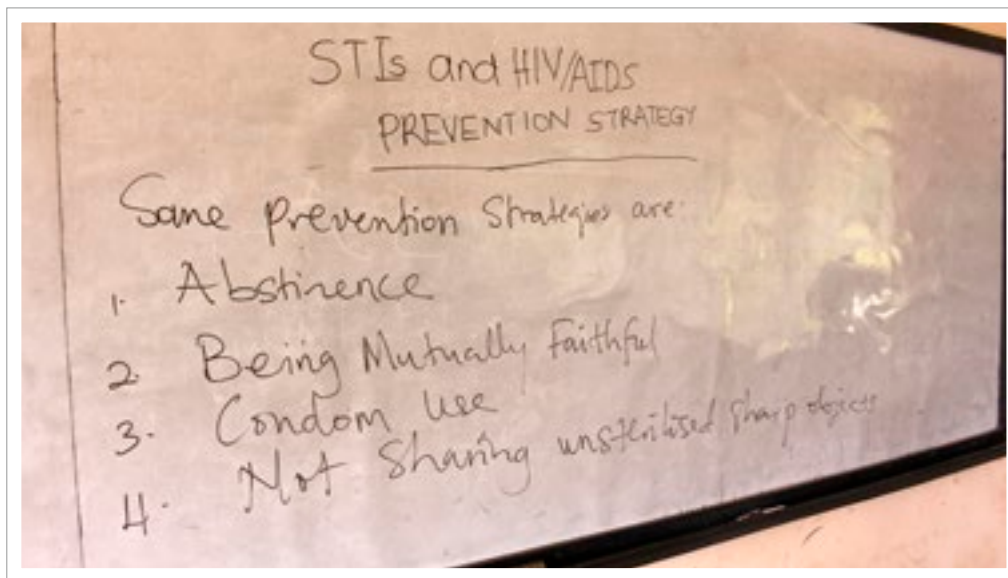 STIs and HIV/AIDS
PREVENTION STRATEGY
Some prevention Strategies are:
1. Abstinence
2. Being Mutually Faithful
3. Condom Use
4. Not Sharing unsterilised sharp objects